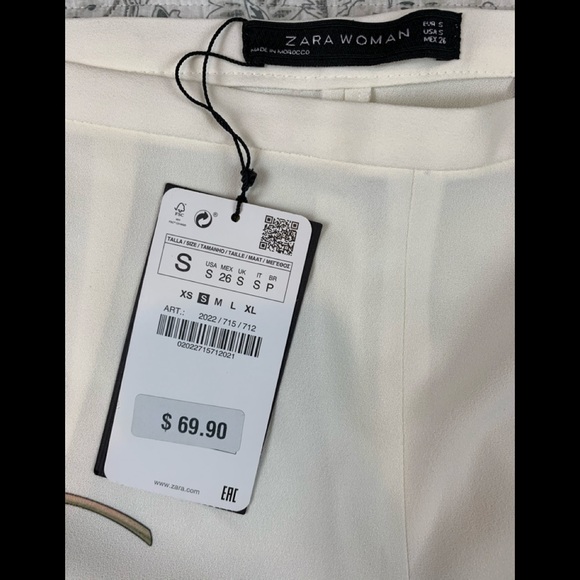 ZARA WOMAN
MADE IN MOROCCO
EUR S
USA S
MEX 26
FSC
TALLA / SIZE / TAMANHO / TAILLE / MAAT / ΜΕΓΕΘΟΣ
S
USA MEX UK IT BR
S 26 S S P
XS S M L XL
ART.: 2022 / 715 / 712
02022715712021
$ 69.90
www.zara.com
EAC